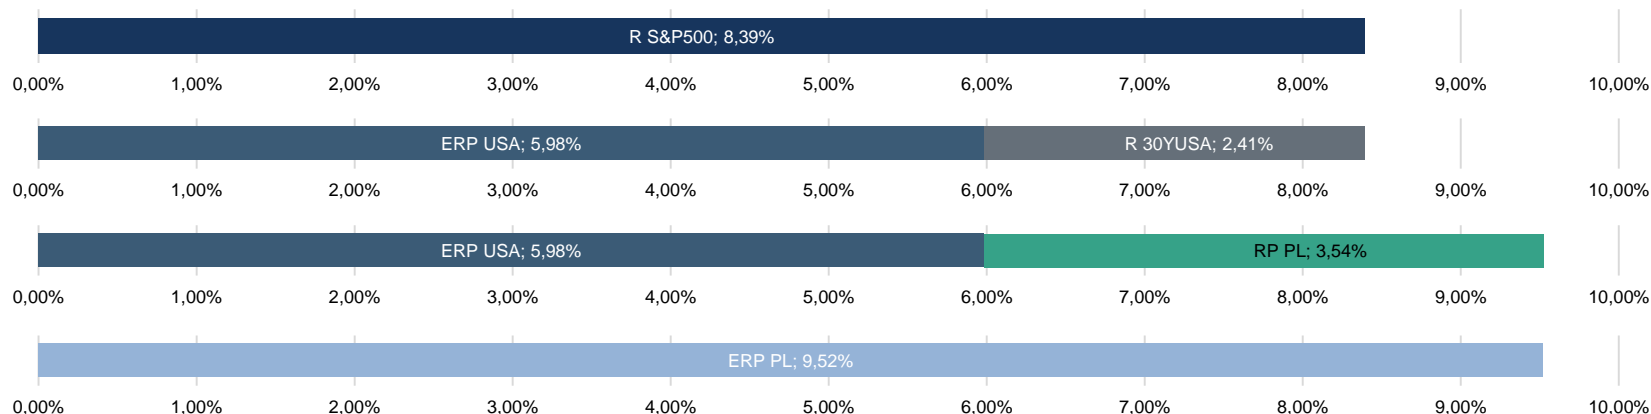 R S&P500; 8,39%
0,00% 1,00% 2,00% 3,00% 4,00% 5,00% 6,00% 7,00% 8,00% 9,00% 10,00%
ERP USA; 5,98% R 30YUSA; 2,41%
0,00% 1,00% 2,00% 3,00% 4,00% 5,00% 6,00% 7,00% 8,00% 9,00% 10,00%
ERP USA; 5,98% RP PL; 3,54%
0,00% 1,00% 2,00% 3,00% 4,00% 5,00% 6,00% 7,00% 8,00% 9,00% 10,00%
ERP PL; 9,52%
0,00% 1,00% 2,00% 3,00% 4,00% 5,00% 6,00% 7,00% 8,00% 9,00% 10,00%